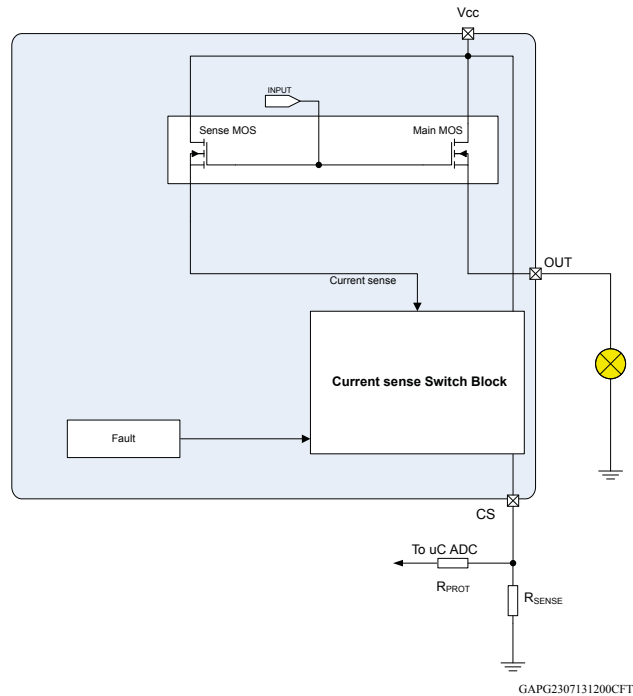 Vcc
INPUT
Sense MOS
Main MOS
OUT
Current sense
Current sense Switch Block
Fault
CS
To uC ADC
RPROT
RSENSE
GAPG2307131200CFT